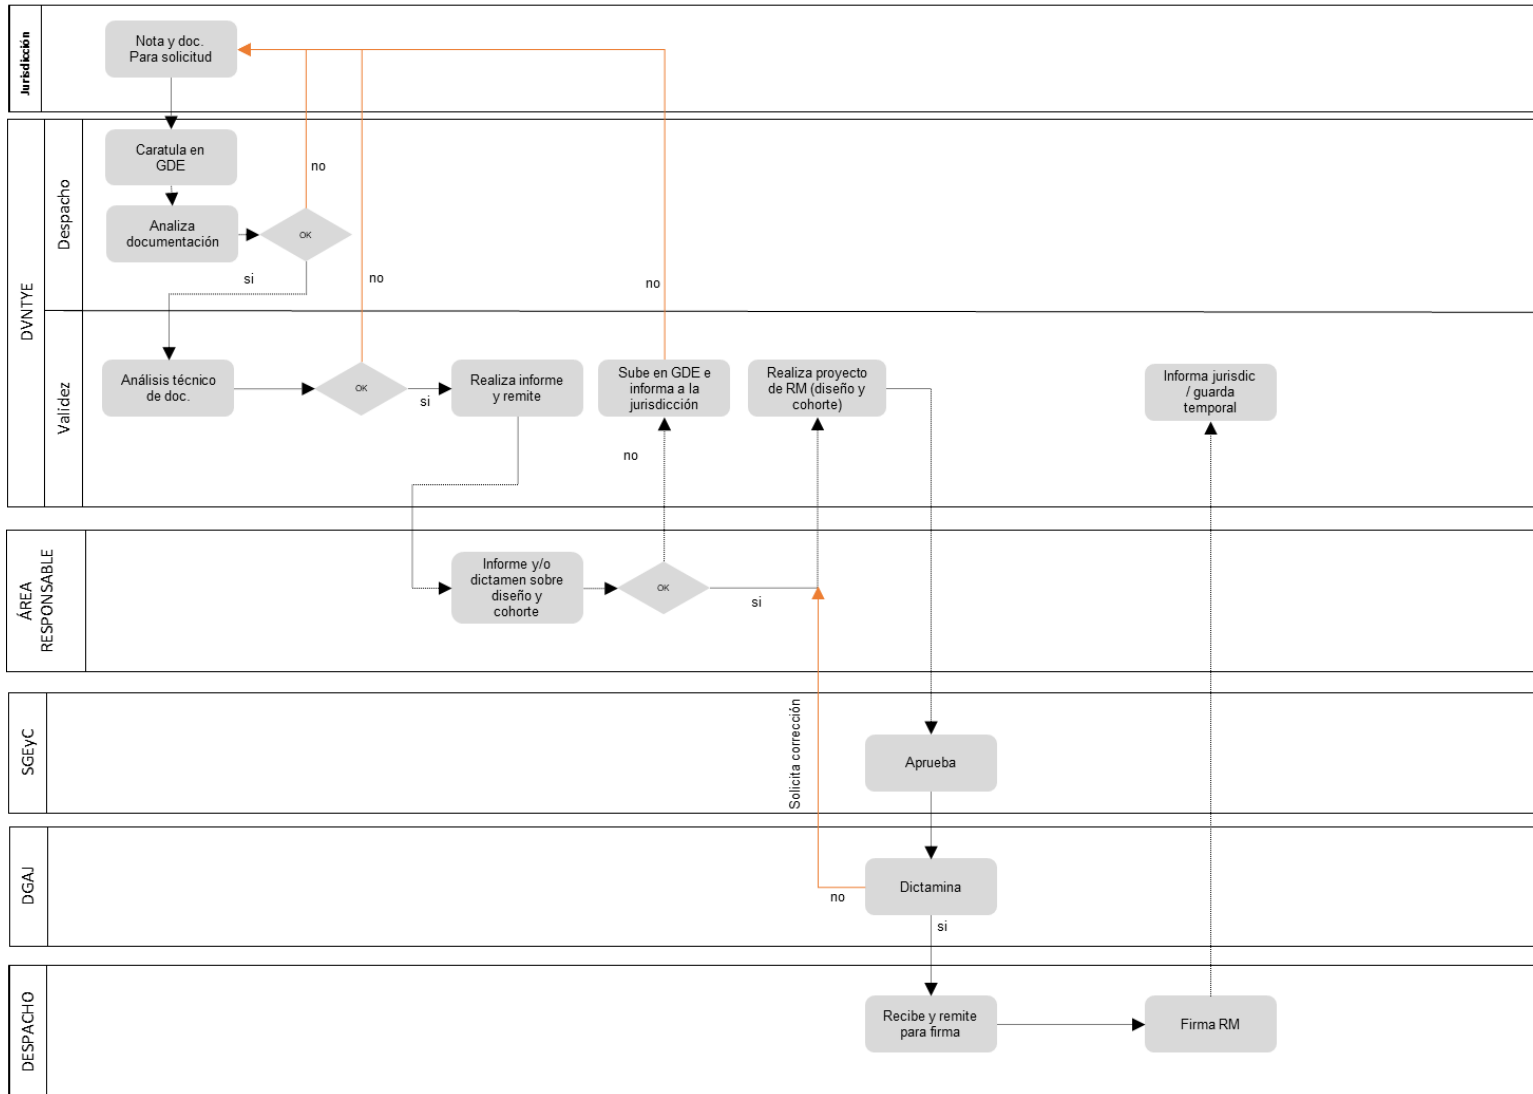 Jurisdicción
Nota y doc.
Para solicitud
DVNTYE
Despacho
Caratula en
GDE
no
Analiza
documentación
OK
si
no
no
Validez
Análisis técnico
de doc.
OK
si
Realiza informe
y remite
Sube en GDE e
informa a la
jurisdicción
Realiza proyecto
de RM (diseño y
cohorte)
Informa jurisdic
/ guarda
temporal
no
ÁREA
RESPONSABLE
Informe y/o
dictamen sobre
diseño y
cohorte
OK
si
SGEyC
Solicita corrección
Aprueba
DGAJ
Dictamina
no
si
DESPACHO
Recibe y remite
para firma
Firma RM